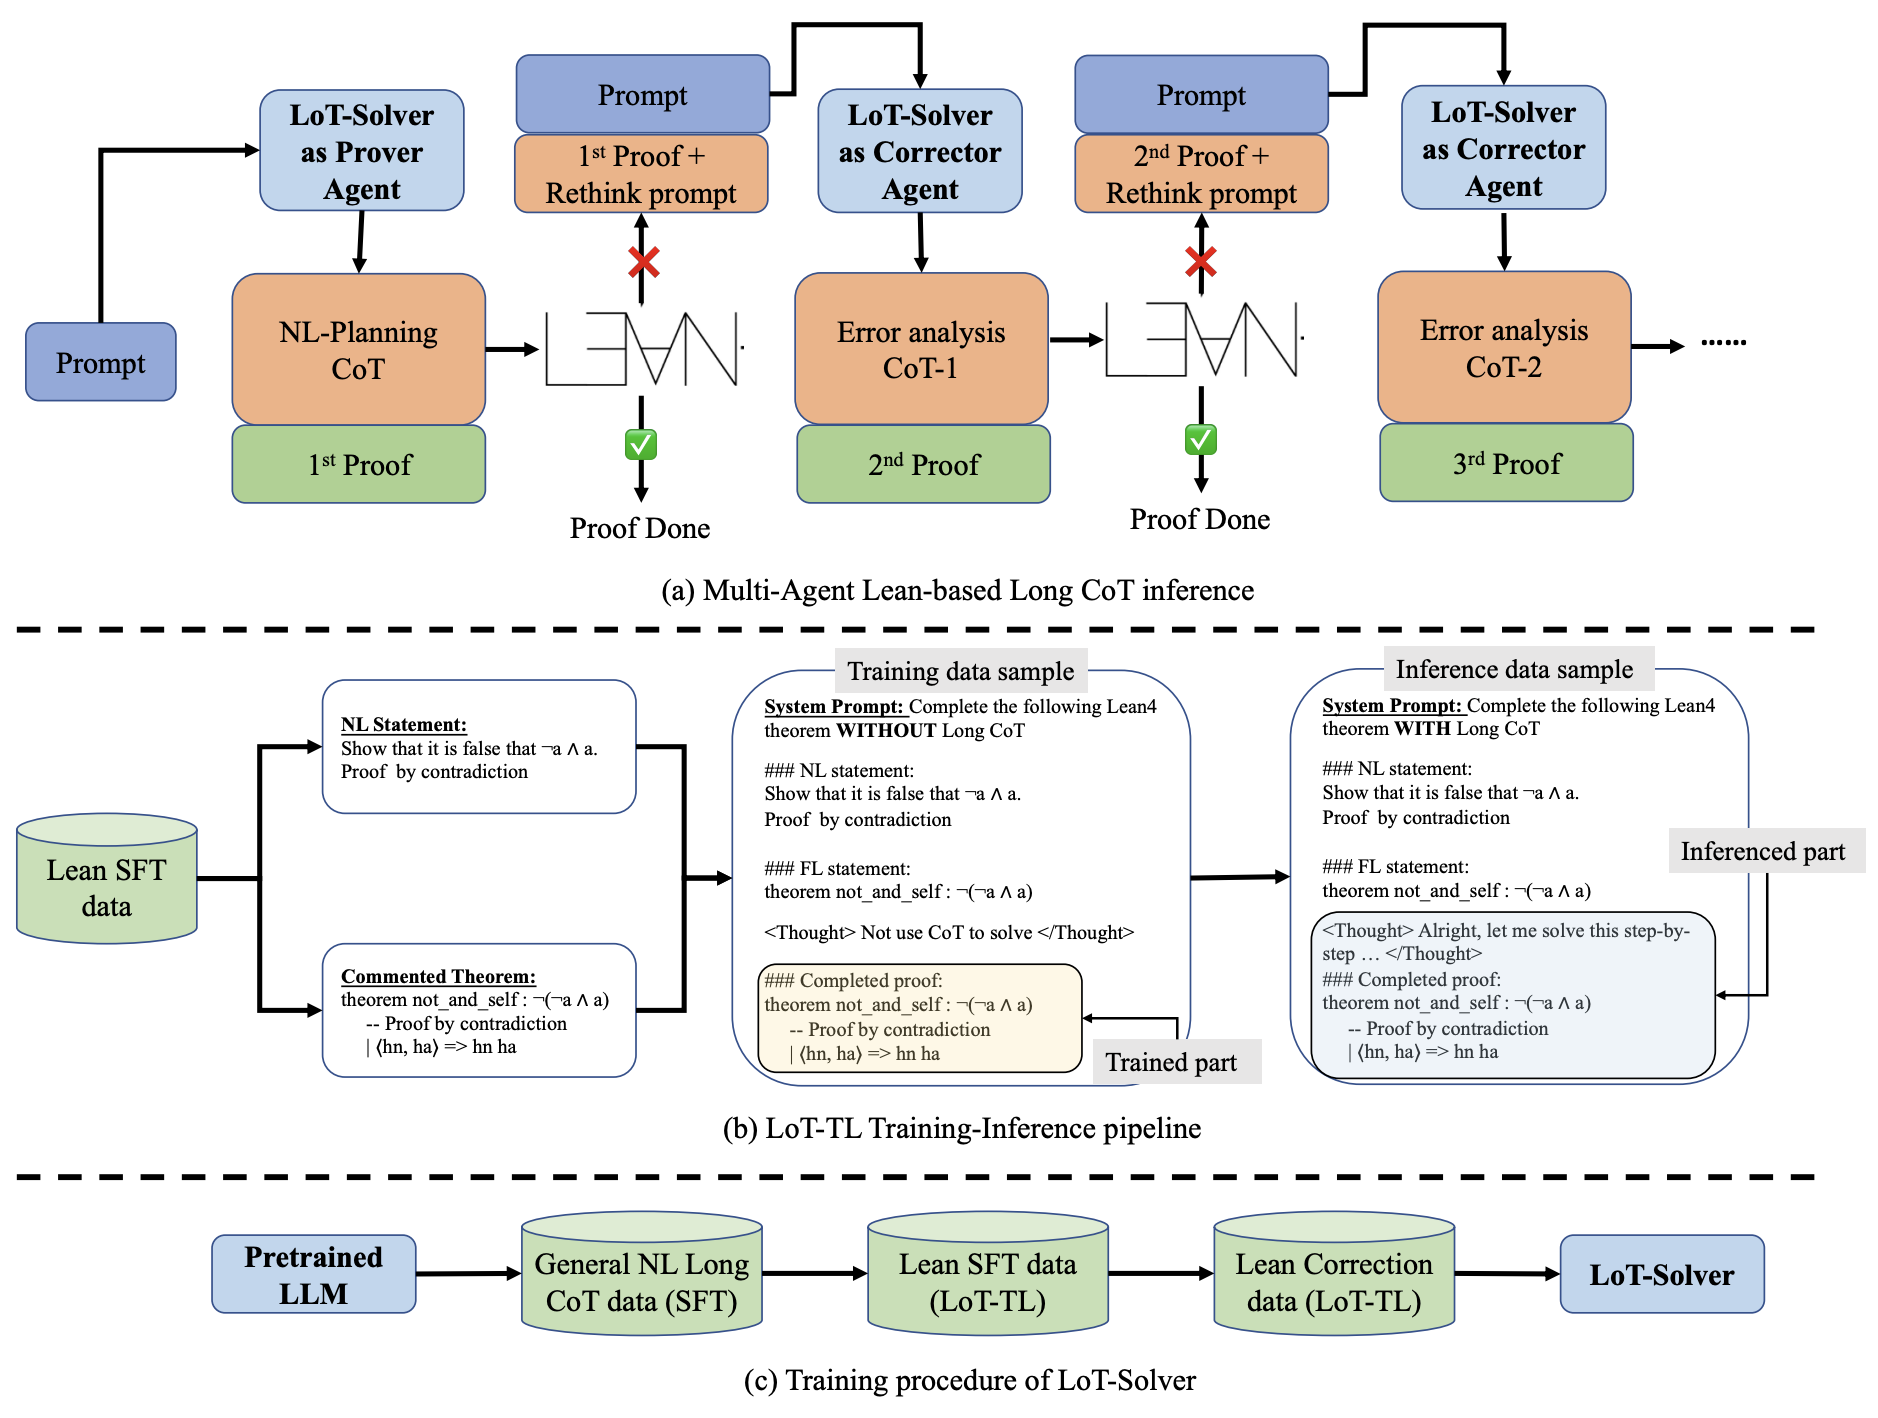 Prompt
LoT-Solver
as Prover
Agent
NL-Planning
CoT
1st Proof
Prompt
1st Proof +
Rethink prompt
LEAN
Proof Done
LoT-Solver
as Corrector
Agent
Error analysis
CoT-1
2nd Proof
Prompt
2nd Proof +
Rethink prompt
LEAN
Proof Done
LoT-Solver
as Corrector
Agent
Error analysis
CoT-2
3rd Proof
......
(a) Multi-Agent Lean-based Long CoT inference
Lean SFT
data
NL Statement:
Show that it is false that ¬a ∧ a.
Proof by contradiction
Commented Theorem:
theorem not_and_self : ¬(¬a ∧ a)
-- Proof by contradiction
| ⟨hn, ha⟩ => hn ha
Training data sample
System Prompt: Complete the following Lean4
theorem WITHOUT Long CoT
### NL statement:
Show that it is false that ¬a ∧ a.
Proof by contradiction
### FL statement:
theorem not_and_self : ¬(¬a ∧ a)
<Thought> Not use CoT to solve </Thought>
### Completed proof:
theorem not_and_self : ¬(¬a ∧ a)
-- Proof by contradiction
| ⟨hn, ha⟩ => hn ha
Trained part
Inference data sample
System Prompt: Complete the following Lean4
theorem WITH Long CoT
### NL statement:
Show that it is false that ¬a ∧ a.
Proof by contradiction
### FL statement:
theorem not_and_self : ¬(¬a ∧ a)
<Thought> Alright, let me solve this step-by-
step … </Thought>
### Completed proof:
theorem not_and_self : ¬(¬a ∧ a)
-- Proof by contradiction
| ⟨hn, ha⟩ => hn ha
Inferenced part
(b) LoT-TL Training-Inference pipeline
Pretrained
LLM
General NL Long
CoT data (SFT)
Lean SFT data
(LoT-TL)
Lean Correction
data (LoT-TL)
LoT-Solver
(c) Training procedure of LoT-Solver